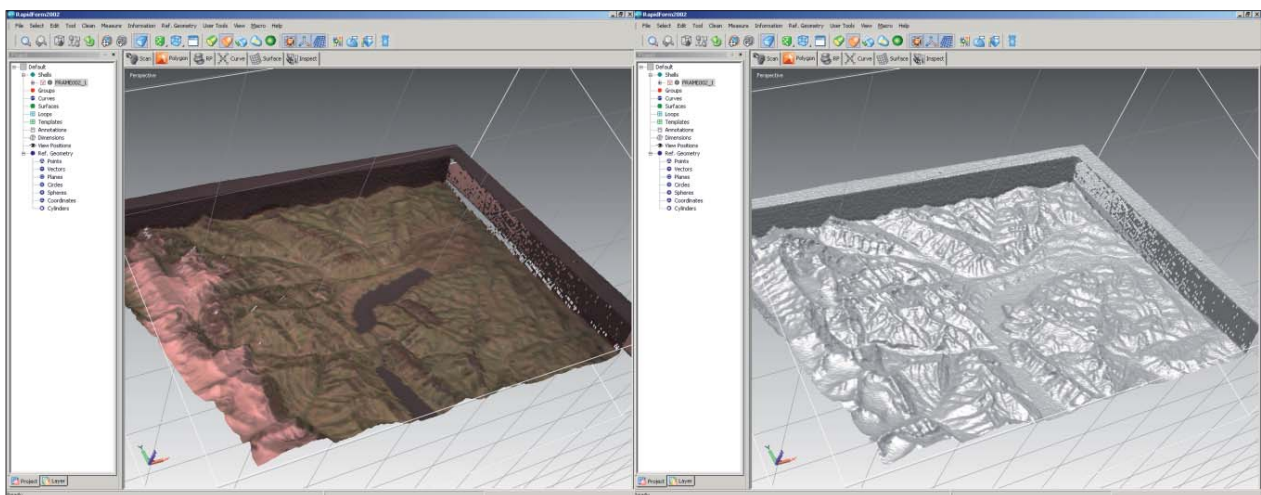 RapidForm2002
File Select Edit Tool Clean Measure Information Ref. Geometry User Tools View Macro Help
Scan Polygon RP Curve Surface Inspect
Perspective
Default
Shells
FRAME002_1
Groups
Curves
Surfaces
Loops
Templates
Annotations
Dimensions
View Positions
Ref. Geometry
Points
Vectors
Planes
Circles
Spheres
Coordinates
Cylinders
Project Layer
RapidForm2002
File Select Edit Tool Clean Measure Information Ref. Geometry User Tools View Macro Help
Scan Polygon RP Curve Surface Inspect
Perspective
Default
Shells
FRAME002_1
Groups
Curves
Surfaces
Loops
Templates
Annotations
Dimensions
View Positions
Ref. Geometry
Points
Vectors
Planes
Circles
Spheres
Coordinates
Cylinders
Project Layer